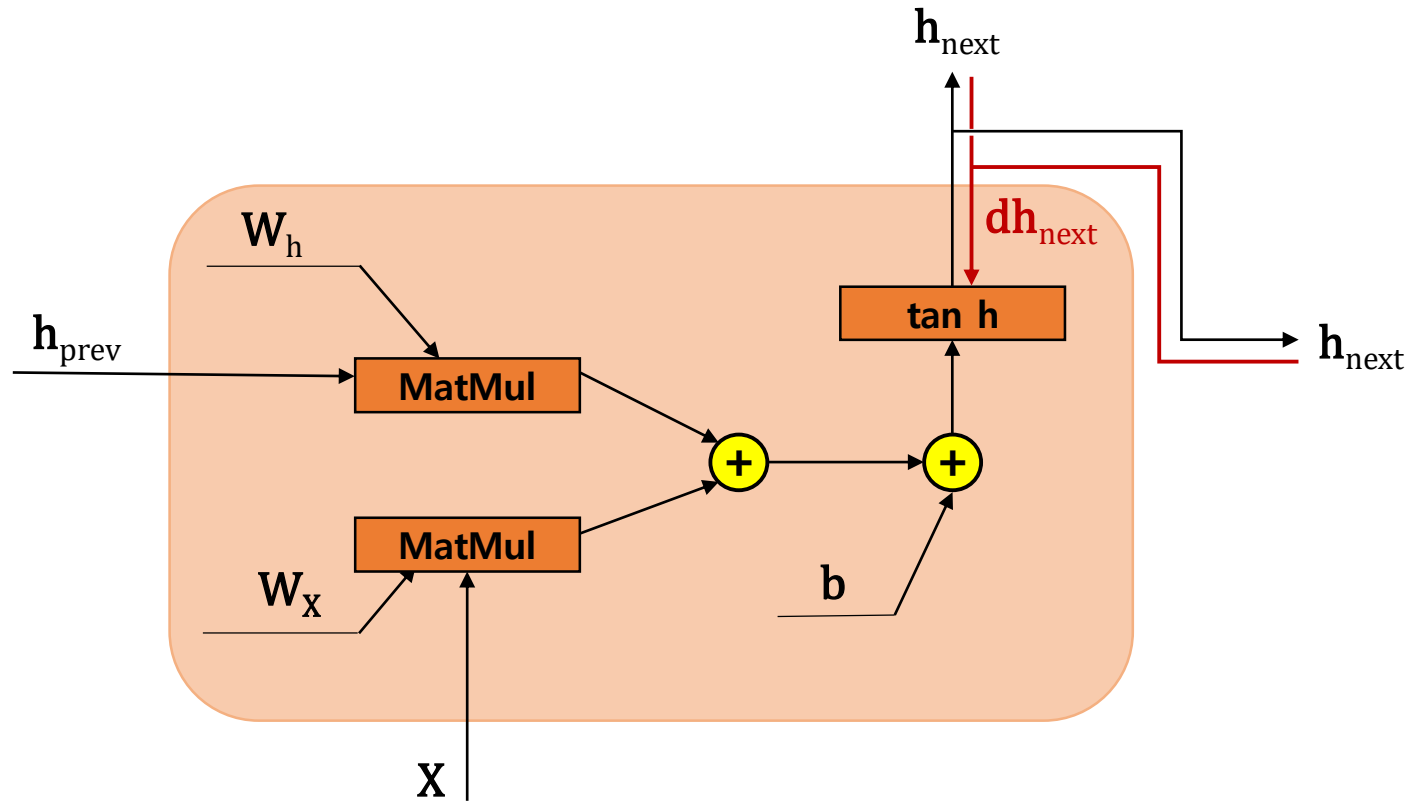 h_next
W_h
dh_next
tan h
h_prev
h_next
MatMul
+
+
MatMul
W_X
b
X